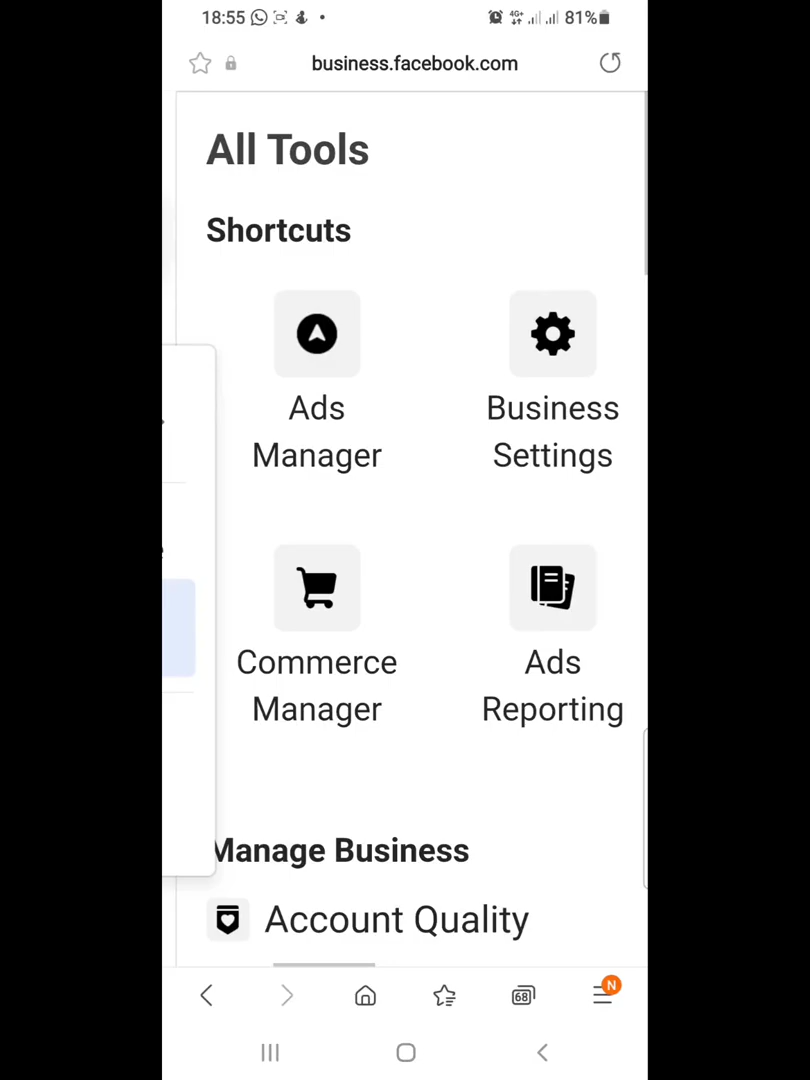 18:55 4G+ 81%
business.facebook.com
All Tools
Shortcuts
Ads
Manager
Business
Settings
Commerce
Manager
Ads
Reporting
Manage Business
Account Quality
68
N